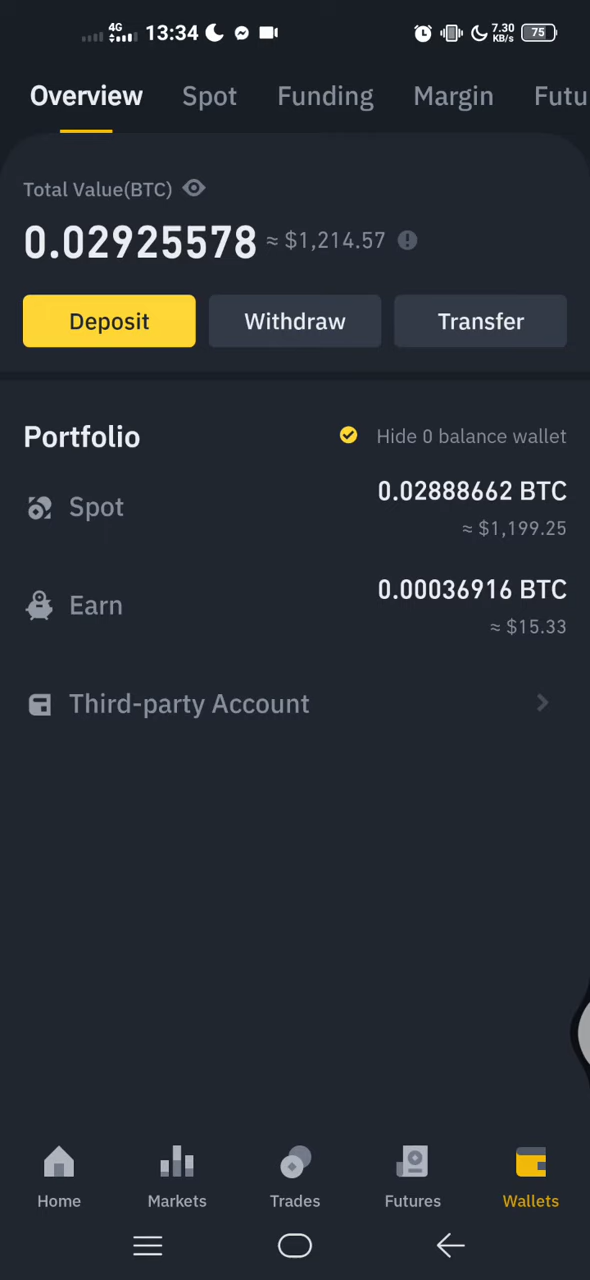 4G 13:34 7.30 KB/s 75
Overview Spot Funding Margin Futu
Total Value(BTC)
0.02925578 ≈ $1,214.57
Deposit Withdraw Transfer
Portfolio Hide 0 balance wallet
Spot 0.02888662 BTC
≈ $1,199.25
Earn 0.00036916 BTC
≈ $15.33
Third-party Account
Home Markets Trades Futures Wallets